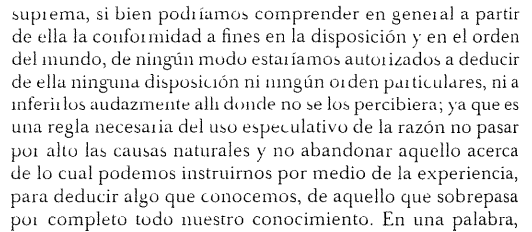 suprema, si bien podríamos comprender en general a partir
de ella la conformidad a fines en la disposición y en el orden
del mundo, de ningún modo estaríamos autorizados a deducir
de ella ninguna disposición ni ningún orden particulares, ni a
inferirlos audazmente allí donde no se los percibiera; ya que es
una regla necesaria del uso especulativo de la razón no pasar
por alto las causas naturales y no abandonar aquello acerca
de lo cual podemos instruirnos por medio de la experiencia,
para deducir algo que conocemos, de aquello que sobrepasa
por completo todo nuestro conocimiento. En una palabra,